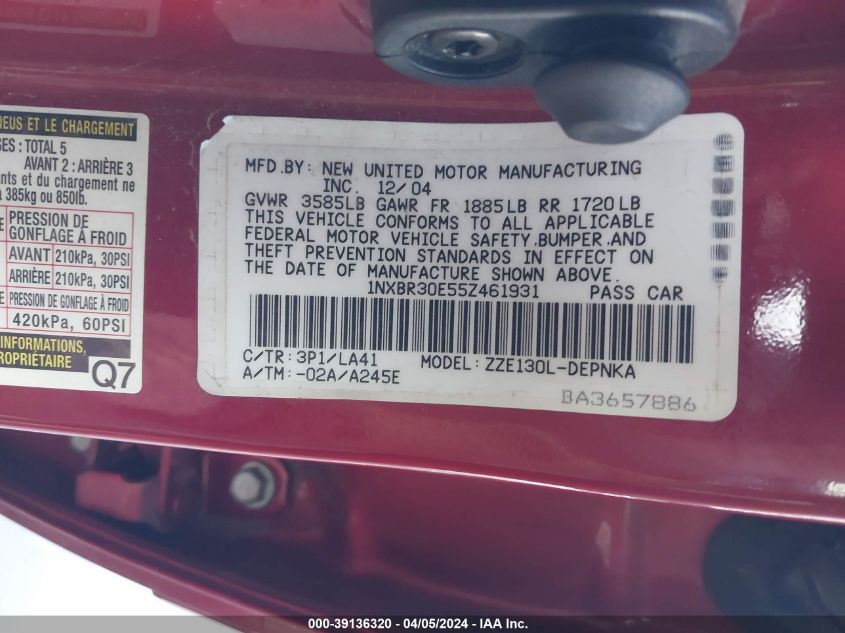 NEUS ET LE CHARGEMENT
SES: TOTAL 5
AVANT 2: ARRIÈRE 3
ants et du chargement ne
a 385kg ou 850lb.
PRESSION DE
GONFLAGE À FROID
AVANT 210kPa, 30PSI
ARRIÈRE 210kPa, 30PSI
PRESSION DE GONFLAGE À FROID
420kPa, 60PSI
INFORMATIONS,
PROPRIÉTAIRE
Q7
MFD.BY: NEW UNITED MOTOR MANUFACTURING
INC. 12/04
GVWR 3585LB GAWR FR 1885LB RR 1720LB
THIS VEHICLE CONFORMS TO ALL APPLICABLE
FEDERAL MOTOR VEHICLE SAFETY,BUMPER,AND
THEFT PREVENTION STANDARDS IN EFFECT ON
THE DATE OF MANUFACTURE SHOWN ABOVE.
1NXBR30E55Z461931 PASS CAR
C/TR: 3P1/LA41 MODEL: ZZE130L-DEPNKA
A/TM: -02A/A245E
BA3657886
000-39136320 - 04/05/2024 - IAA, Inc.